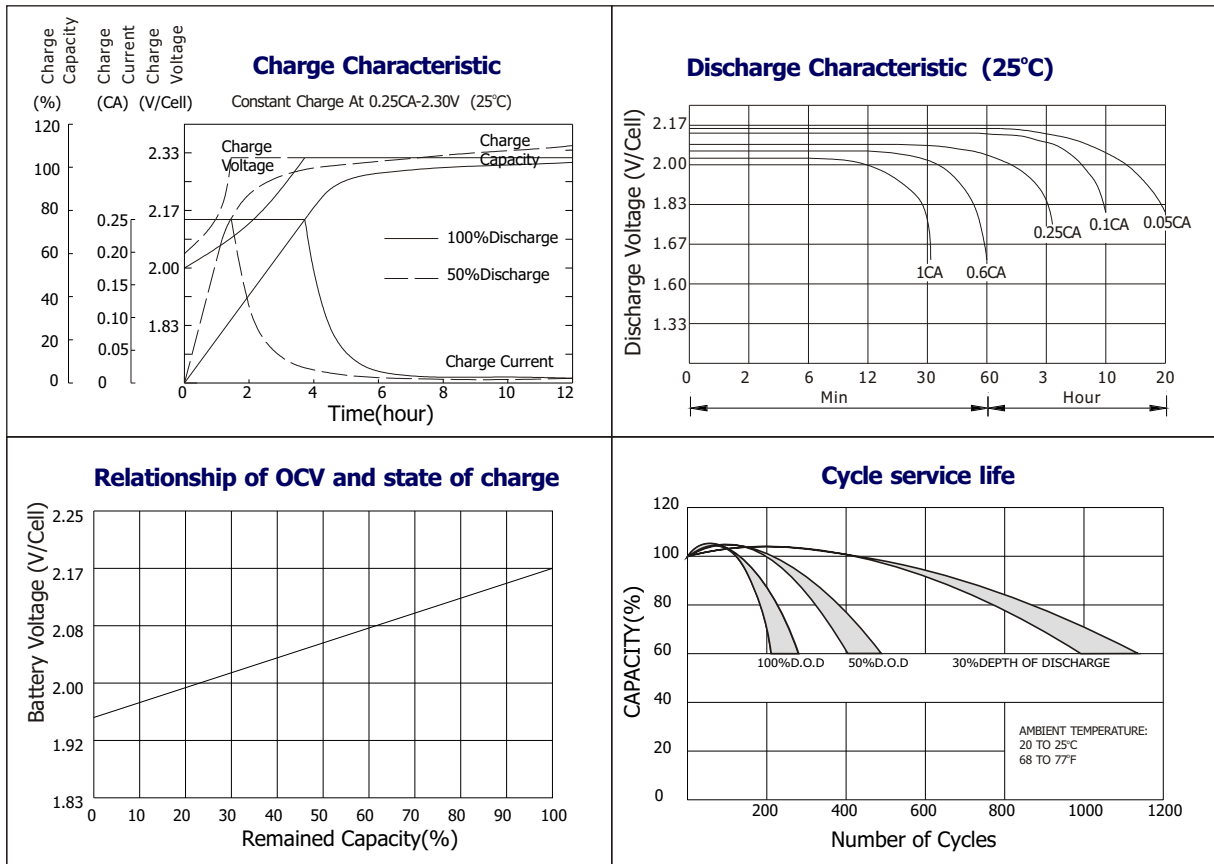 Charge Capacity
Charge Current
Charge Voltage
(%)
(CA)
(V/Cell)
Charge Characteristic
Constant Charge At 0.25CA-2.30V (25°C)
120
100
80
60
40
20
0
0.25
0.20
0.15
0.10
0.05
0
2.33
2.17
2.00
1.83
Charge
Voltage
Charge
Capacity
100%Discharge
50%Discharge
Charge Current
0 2 4 6 8 10 12
Time(hour)
Discharge Characteristic (25°C)
Discharge Voltage (V/Cell)
2.17
2.00
1.83
1.67
1.60
1.33
1CA
0.6CA
0.25CA
0.1CA
0.05CA
0 2 6 12 30 60 3 10 20
Min
Hour
Relationship of OCV and state of charge
Battery Voltage (V/Cell)
2.25
2.17
2.08
2.00
1.92
1.83
0 10 20 30 40 50 60 70 80 90 100
Remained Capacity(%)
Cycle service life
CAPACITY(%)
120
100
80
60
40
20
0
100%D.O.D
50%D.O.D
30%DEPTH OF DISCHARGE
AMBIENT TEMPERATURE:
20 TO 25°C
68 TO 77°F
200 400 600 800 1000 1200
Number of Cycles